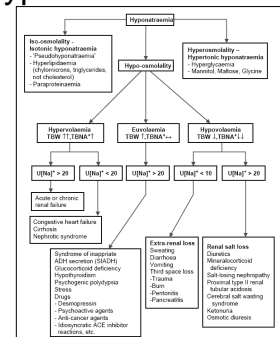 Hyponatraemia
Iso-osmolality -
Isotonic hyponatraemia
- 'Pseudohyponatraemia'
- Hyperlipidaemia
(chylomicrons, triglycerides,
not cholesterol)
- Paraproteinaemia
Hypo-osmolality
Hyperosmolality –
Hypertonic hyponatraemia
- Hyperglycaemia
- Mannitol, Maltose, Glycine
Hypervolaemia
TBW ↑↑,TBNA⁺↑
Euvolaemia
TBW ↑,TBNA⁺↔
Hypovolaemia
TBW ↓,TBNA⁺↓↓
U[Na]⁺ > 20
U[Na]⁺ < 20
U[Na]⁺ > 20
U[Na]⁺ < 10
U[Na]⁺ > 20
Acute or chronic
renal failure
Congestive heart failure
Cirrhosis
Nephrotic syndrome
Syndrome of inappriate
ADH secretion (SIADH)
Glucocorticoid deficiency
Hypothyroidism
Psychogenic polydypsia
Stress
Drugs
- Desmopressin
- Psychoactive agents
- Anti-cancer agents
- Idiosyncratic ACE inhibitor
reactions, etc.
Extra-renal loss
Sweating
Diarrhoea
Vomiting
Third space loss
-Trauma
-Burn
-Peritonitis
-Pancreatitis
Renal salt loss
Diuretics
Mineralocorticoid
deficiency
Salt-losing nephropathy
Proximal type II renal
tubular acidosis
Cerebral salt wasting
syndrome
Ketonuria
Osmotic diuresis